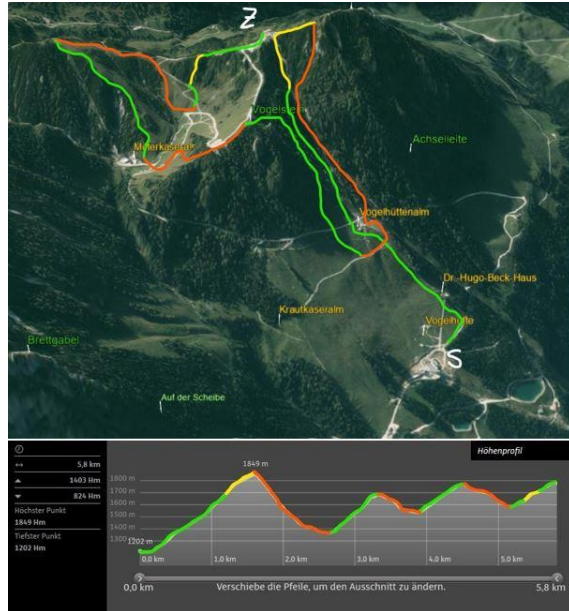 Z
Vogelstein
Mitterkaseralm
Achselleite
Vogelhüttenalm
Dr.-Hugo-Beck-Haus
Krautkaseralm
Vogelhütte
S
Brettgabel
Auf der Scheibe
Höhenprofil
5,8 km
1403 Hm
824 Hm
Höchster Punkt
1849 Hm
Tiefster Punkt
1202 Hm
1849 m
1800 m
1700 m
1600 m
1500 m
1400 m
1300 m
1202 m
0,0 km
1,0 km
2,0 km
3,0 km
4,0 km
5,0 km
0,0 km
Verschiebe die Pfeile, um den Ausschnitt zu ändern.
5,8 km